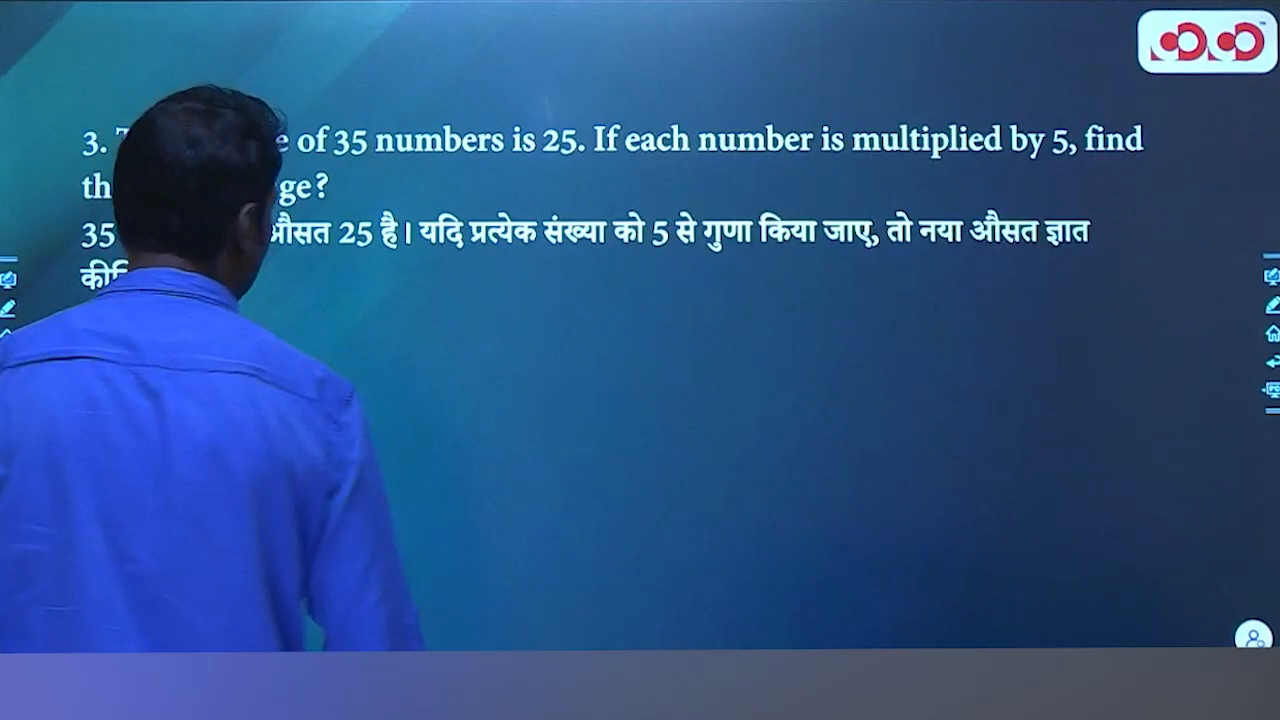 3. of 35 numbers is 25. If each number is multiplied by 5, find
ge?
35 औसत 25 है। यदि प्रत्येक संख्या को 5 से गुणा किया जाए, तो नया औसत ज्ञात